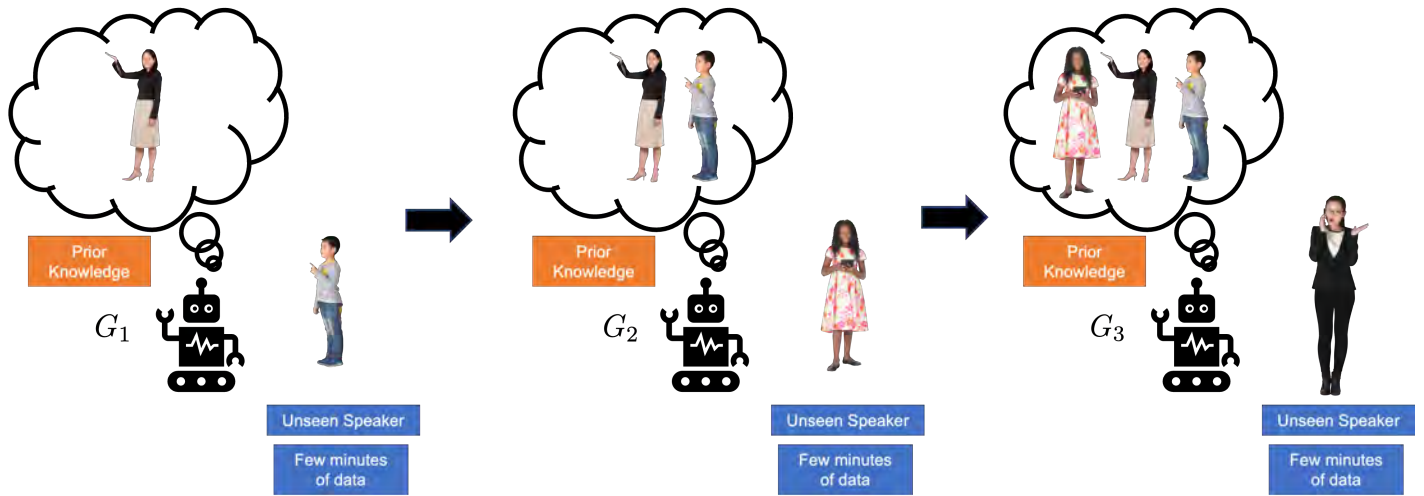 Prior
Knowledge
G1
Unseen Speaker
Few minutes
of data
Prior
Knowledge
G2
Unseen Speaker
Few minutes
of data
Prior
Knowledge
G3
Unseen Speaker
Few minutes
of data